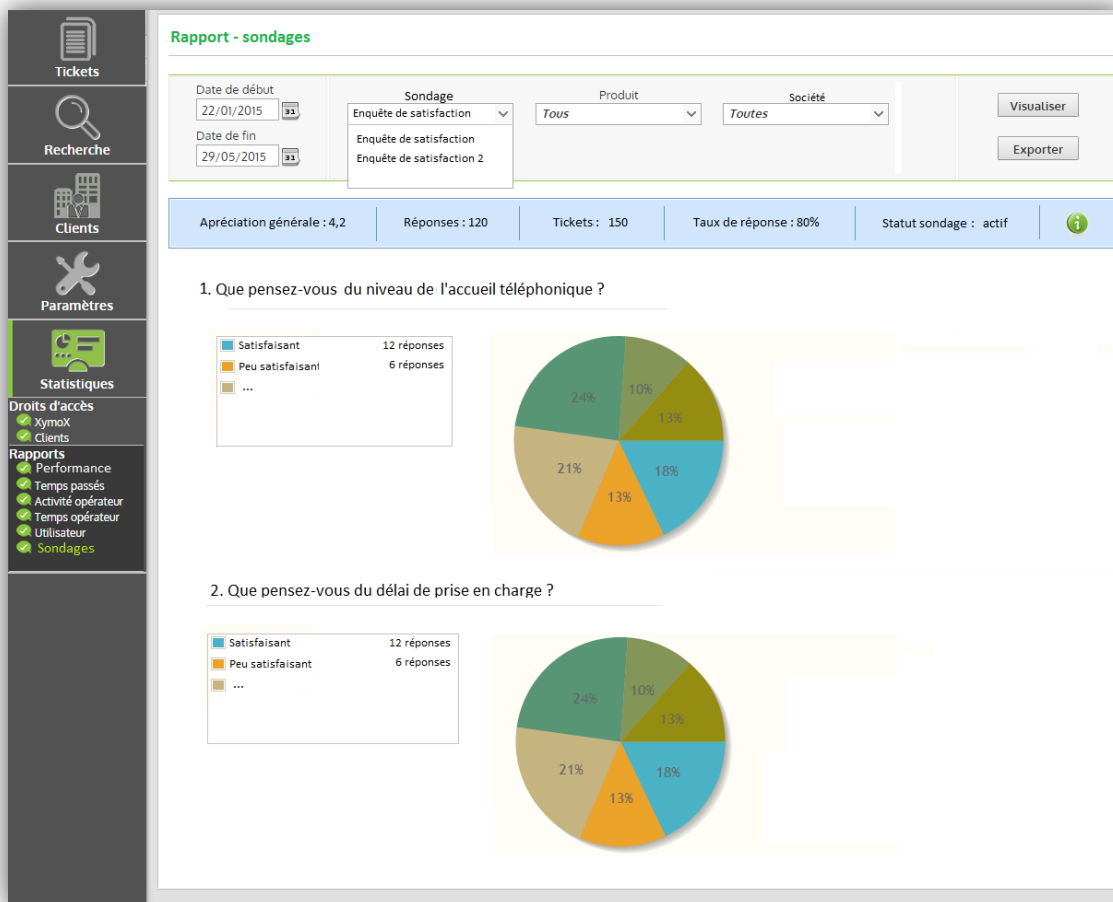 Tickets
Recherche
Clients
Paramètres
Statistiques
Droits d'accès
XymoX
Clients
Rapports
Performance
Temps passés
Activité opérateur
Temps opérateur
Utilisateur
Sondages
Rapport - sondages
Date de début
22/01/2015
31
Date de fin
29/05/2015
31
Sondage
Enquête de satisfaction
Enquête de satisfaction
Enquête de satisfaction 2
Produit
Tous
Société
Toutes
Visualiser
Exporter
Apréciation générale : 4,2
Réponses : 120
Tickets : 150
Taux de réponse : 80%
Statut sondage : actif
i
1. Que pensez-vous du niveau de l'accueil téléphonique ?
Satisfaisant 12 réponses
Peu satisfaisant 6 réponses
...
24%
10%
13%
21%
18%
13%
2. Que pensez-vous du délai de prise en charge ?
Satisfaisant 12 réponses
Peu satisfaisant 6 réponses
...
24%
10%
13%
21%
18%
13%